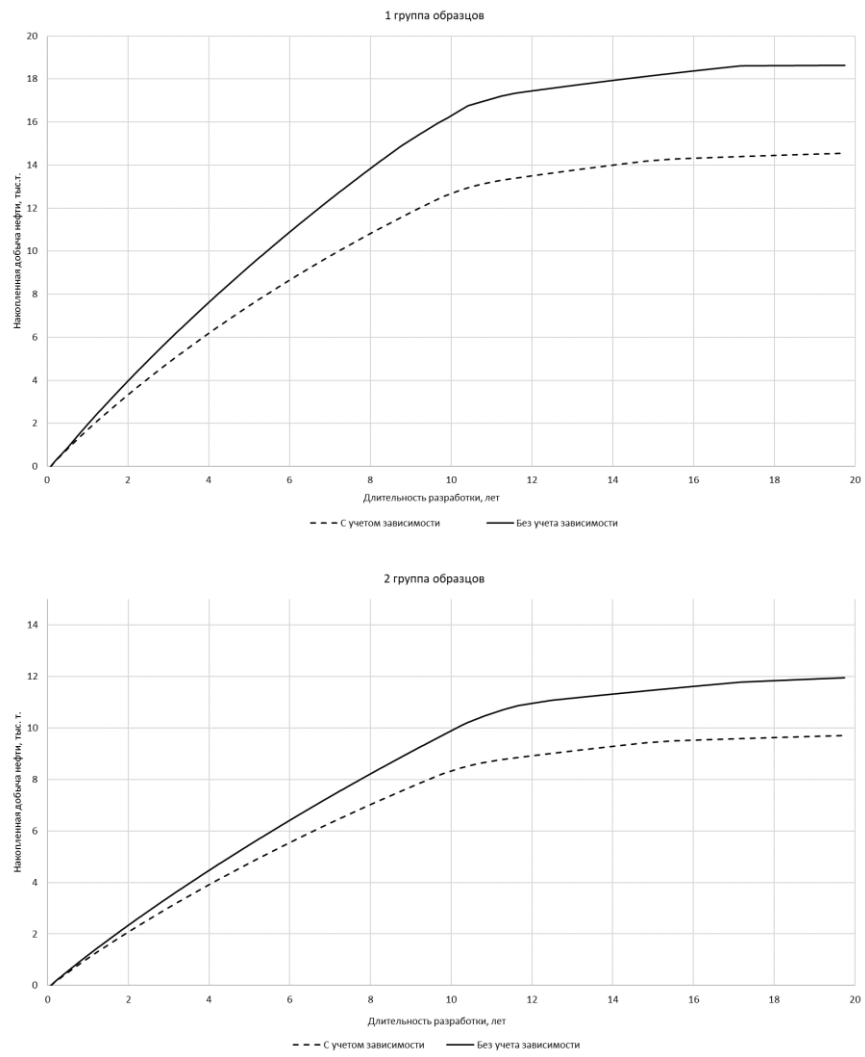 1 группа образцов
Накопленная добыча нефти, тыс.т.
20
18
16
14
12
10
8
6
4
2
0
0 2 4 6 8 10 12 14 16 18 20
Длительность разработки, лет
С учетом зависимости Без учета зависимости
2 группа образцов
Накопленная добыча нефти, тыс. т.
14
12
10
8
6
4
2
0
0 2 4 6 8 10 12 14 16 18 20
Длительность разработки, лет
С учетом зависимости Без учета зависимости